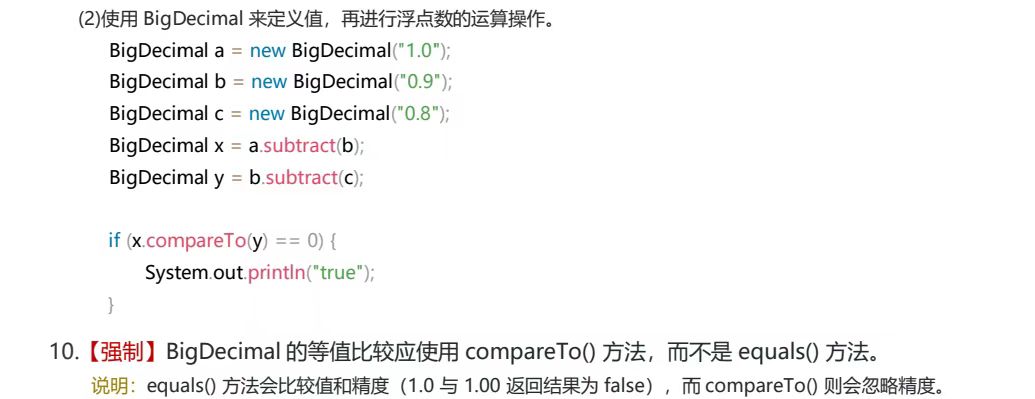 (2)使用 BigDecimal 来定义值，再进行浮点数的运算操作。
BigDecimal a = new BigDecimal("1.0");
BigDecimal b = new BigDecimal("0.9");
BigDecimal c = new BigDecimal("0.8");
BigDecimal x = a.subtract(b);
BigDecimal y = b.subtract(c);
if (x.compareTo(y) == 0) {
System.out.println("true");
}
10.【强制】BigDecimal 的等值比较应使用 compareTo() 方法，而不是 equals() 方法。
说明：equals() 方法会比较值和精度（1.0 与 1.00 返回结果为 false），而 compareTo() 则会忽略精度。